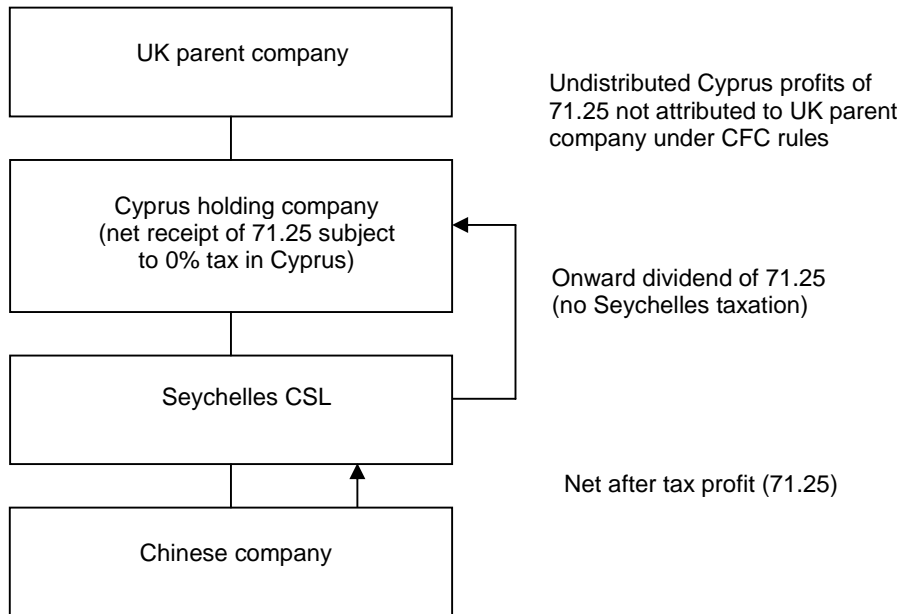 UK parent company
Undistributed Cyprus profits of
71.25 not attributed to UK parent
company under CFC rules
Cyprus holding company
(net receipt of 71.25 subject
to 0% tax in Cyprus)
Onward dividend of 71.25
(no Seychelles taxation)
Seychelles CSL
Net after tax profit (71.25)
Chinese company